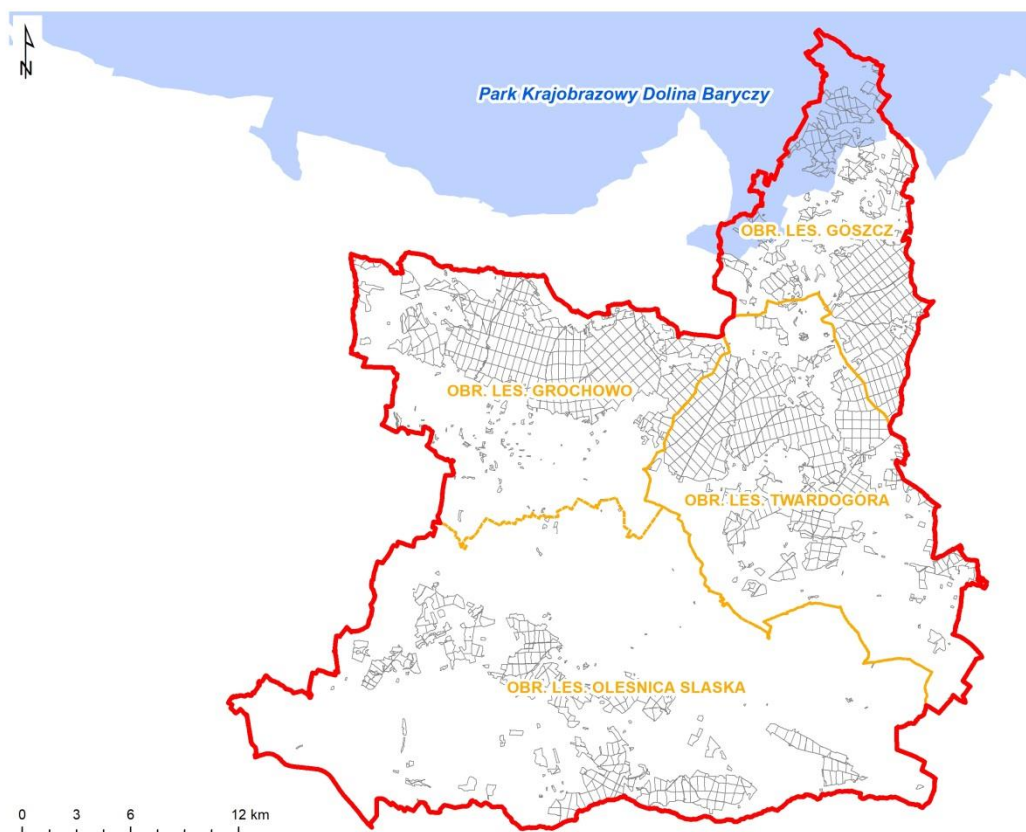 N
Park Krajobrazowy Dolina Baryczy
OBR. LES. GOSZCZ
OBR. LES. GROCHOWO
OBR. LES. TWARDOGÓRA
OBR. LES. OLESNICA SLASKA
0 3 6 12 km